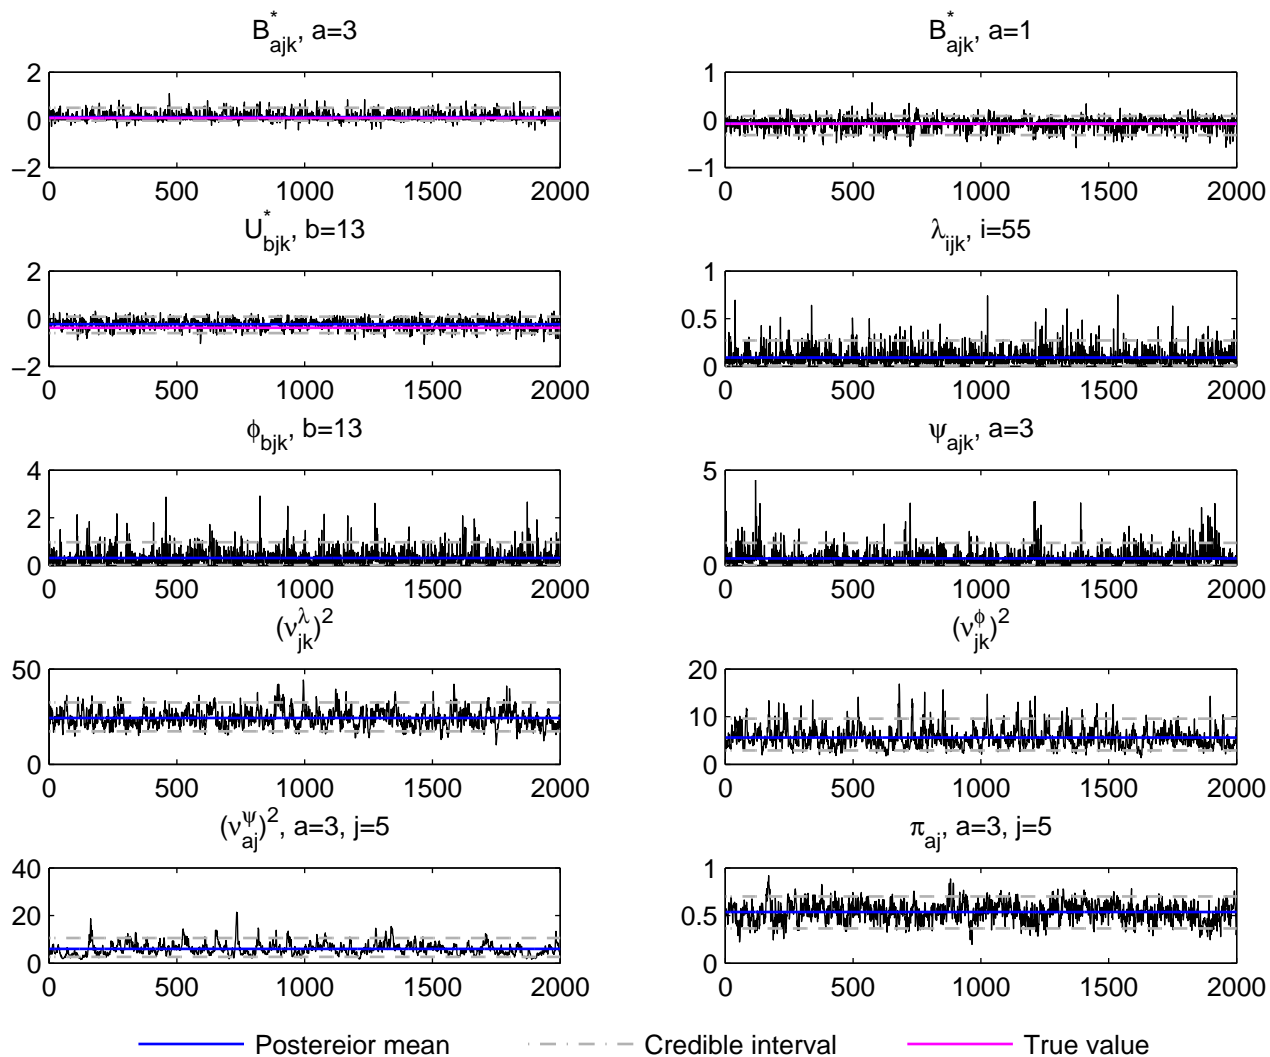 B*ajk, a=3
2
0
−2
0 500 1000 1500 2000
B*ajk, a=1
1
0
−1
0 500 1000 1500 2000
U*bjk, b=13
2
0
−2
0 500 1000 1500 2000
λijk, i=55
1
0.5
0
0 500 1000 1500 2000
ϕbjk, b=13
4
2
0
0 500 1000 1500 2000
ψajk, a=3
5
0
0 500 1000 1500 2000
(νλjk)2
50
0
0 500 1000 1500 2000
(νϕjk)2
20
10
0
0 500 1000 1500 2000
(νψaj)2, a=3, j=5
40
20
0
0 500 1000 1500 2000
πaj, a=3, j=5
1
0.5
0
0 500 1000 1500 2000
Postereior mean Credible interval True value